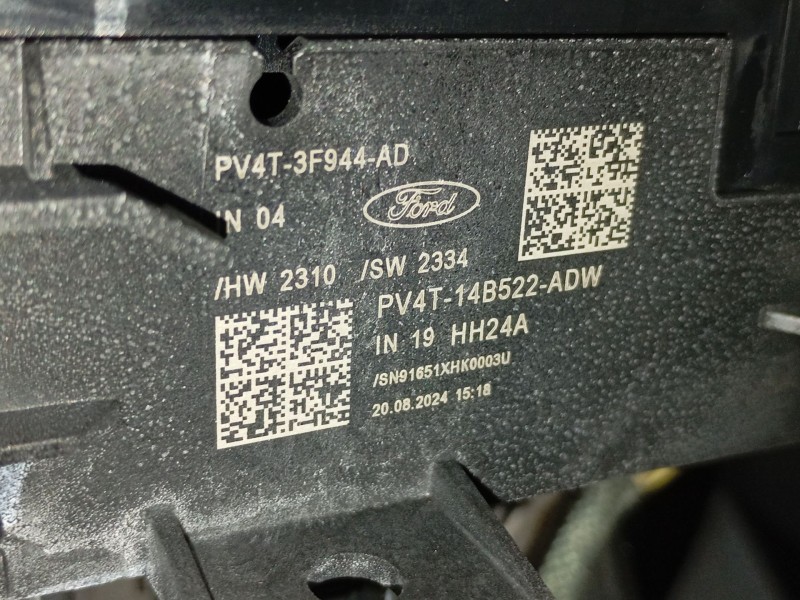 PV4T-3F944-AD
IN 04
Ford
/HW 2310 /SW 2334
PV4T-14B522-ADW
IN 19 HH24A
/SN91651XHK0003U
20.08.2024 15:18